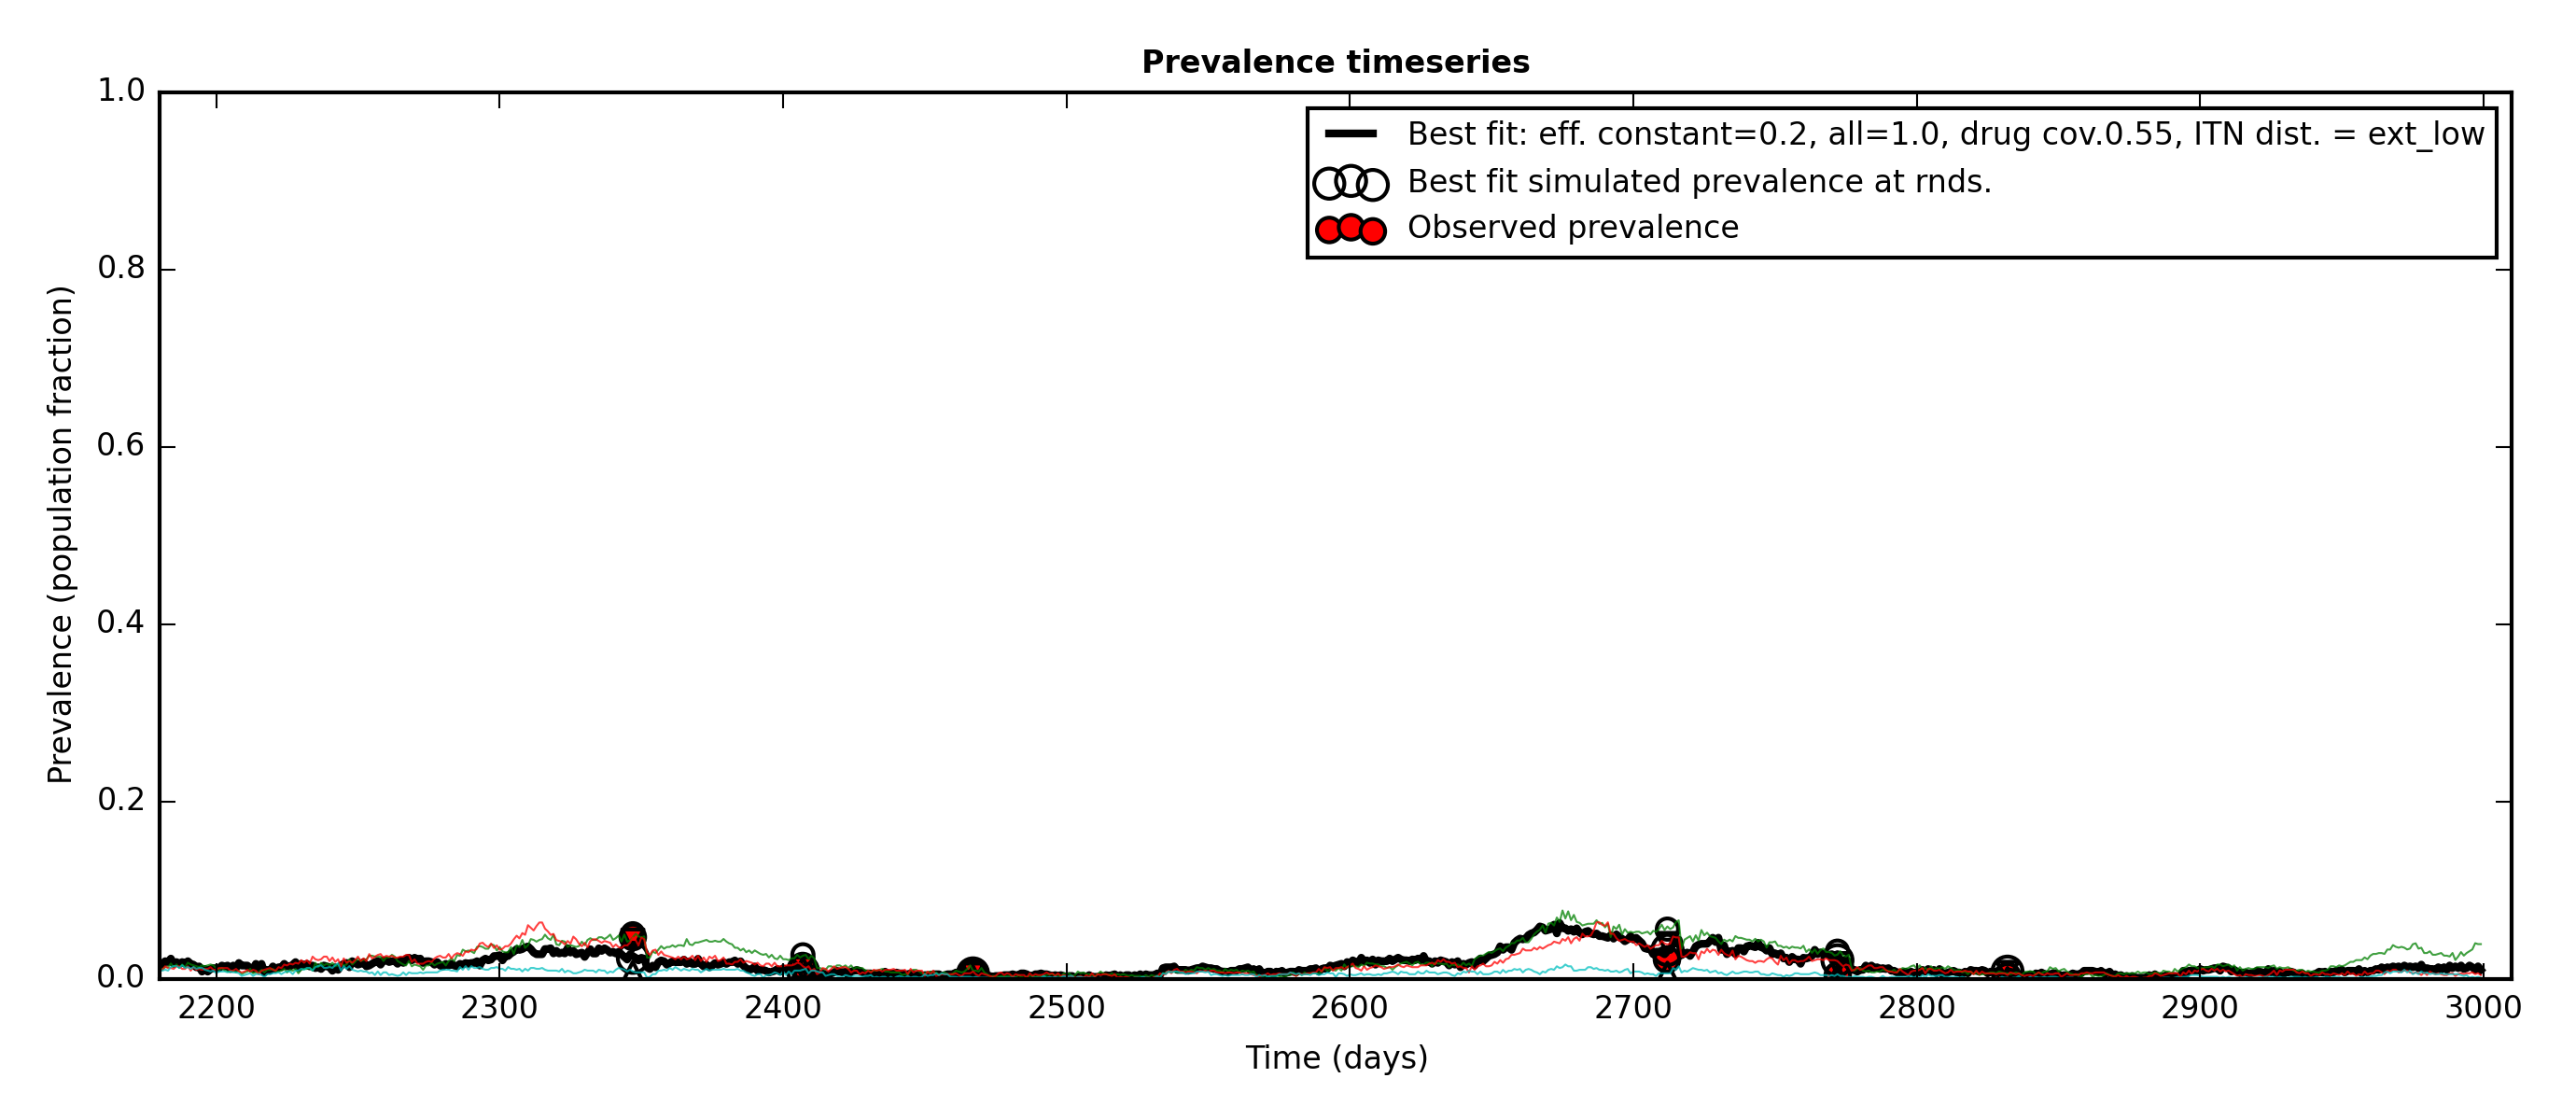 Prevalence timeseries
1.0
0.8
0.6
0.4
0.2
0.0
Prevalence (population fraction)
Best fit: eff. constant=0.2, all=1.0, drug cov.0.55, ITN dist. = ext_low
Best fit simulated prevalence at rnds.
Observed prevalence
2200 2300 2400 2500 2600 2700 2800 2900 3000
Time (days)